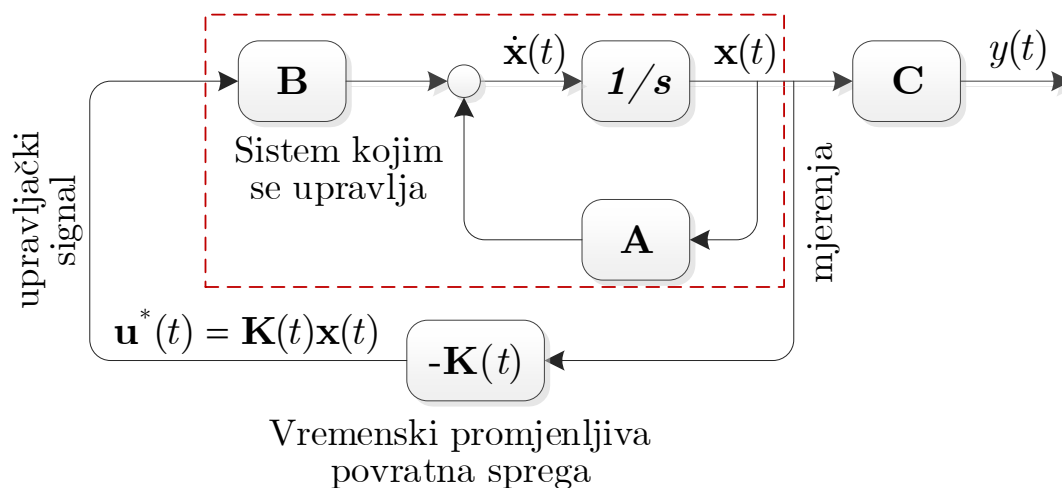 ẋ(t)
x(t)
y(t)
B
1/s
C
Sistem kojim
se upravlja
A
upravljački
signal
mjerenja
u*(t) = K(t)x(t)
-K(t)
Vremenski promjenljiva
povratna sprega